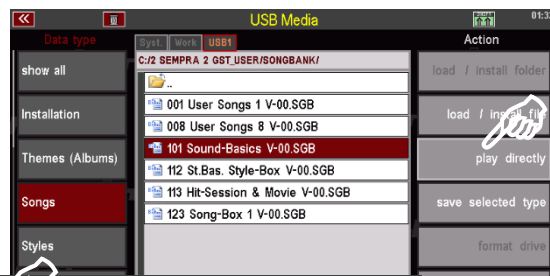 USB Media
01:3
Data type
Syst.
Work
USB1
Action
C:/2 SEMPRA 2 GST_USER/SONGBANK/
show all
..
load / install folder
001 User Songs 1 V-00.SGB
Installation
008 User Songs 8 V-00.SGB
load / install file
101 Sound-Basics V-00.SGB
Themes (Albums)
112 St.Bas. Style-Box V-00.SGB
play directly
113 Hit-Session & Movie V-00.SGB
Songs
123 Song-Box 1 V-00.SGB
save selected type
Styles
format drive